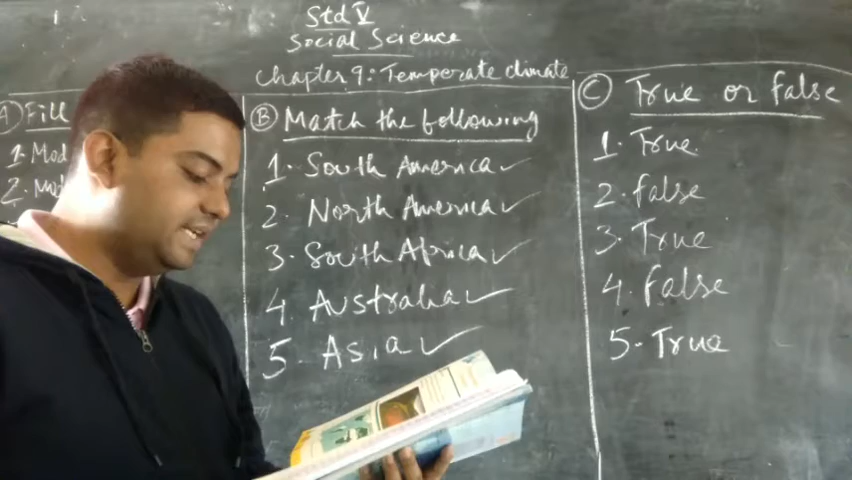 Std V
Social Science
Chapter 9: Temperate climate
A Fill
1. Mod
2. Mod
B Match the following
1. South America ✓
2. North America ✓
3. South Africa ✓
4. Australia ✓
5. Asia ✓
C True or false
1. True
2. false
3. True
4. false
5. True